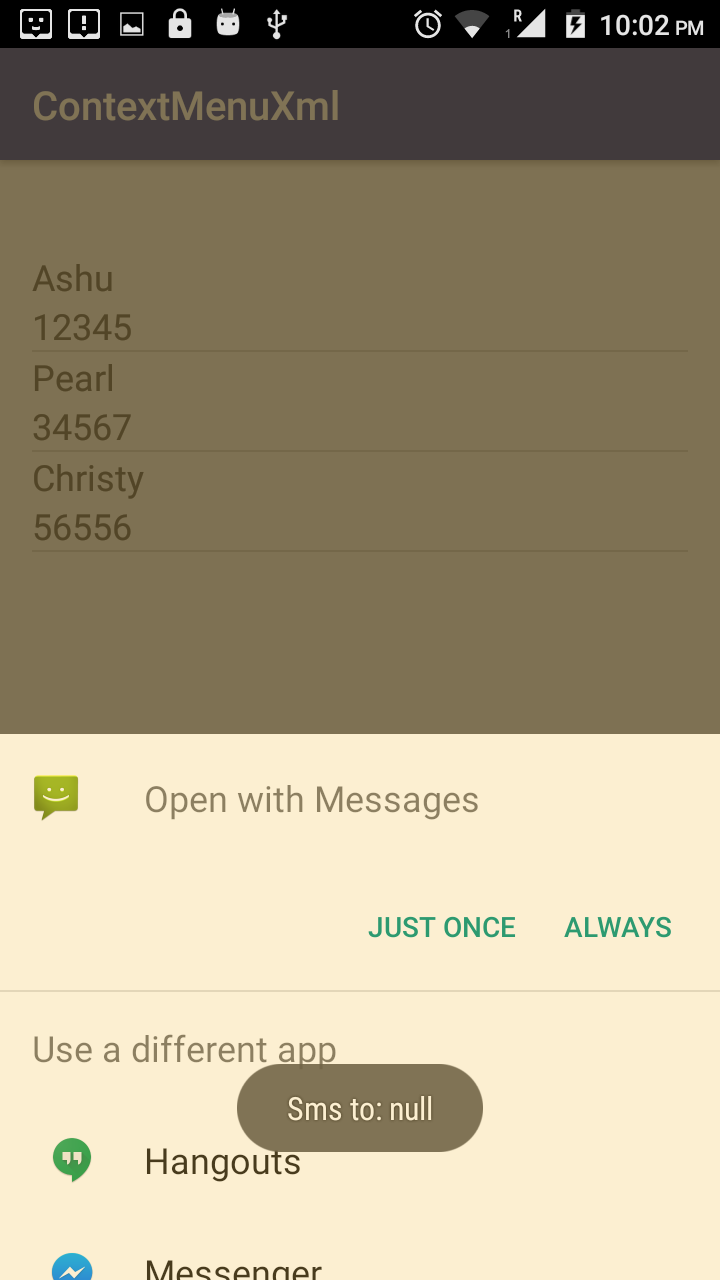 R
1
10:02 PM
ContextMenuXml
Ashu
12345
Pearl
34567
Christy
56556
Open with Messages
JUST ONCE ALWAYS
Use a different app
Sms to: null
Hangouts
Messenger